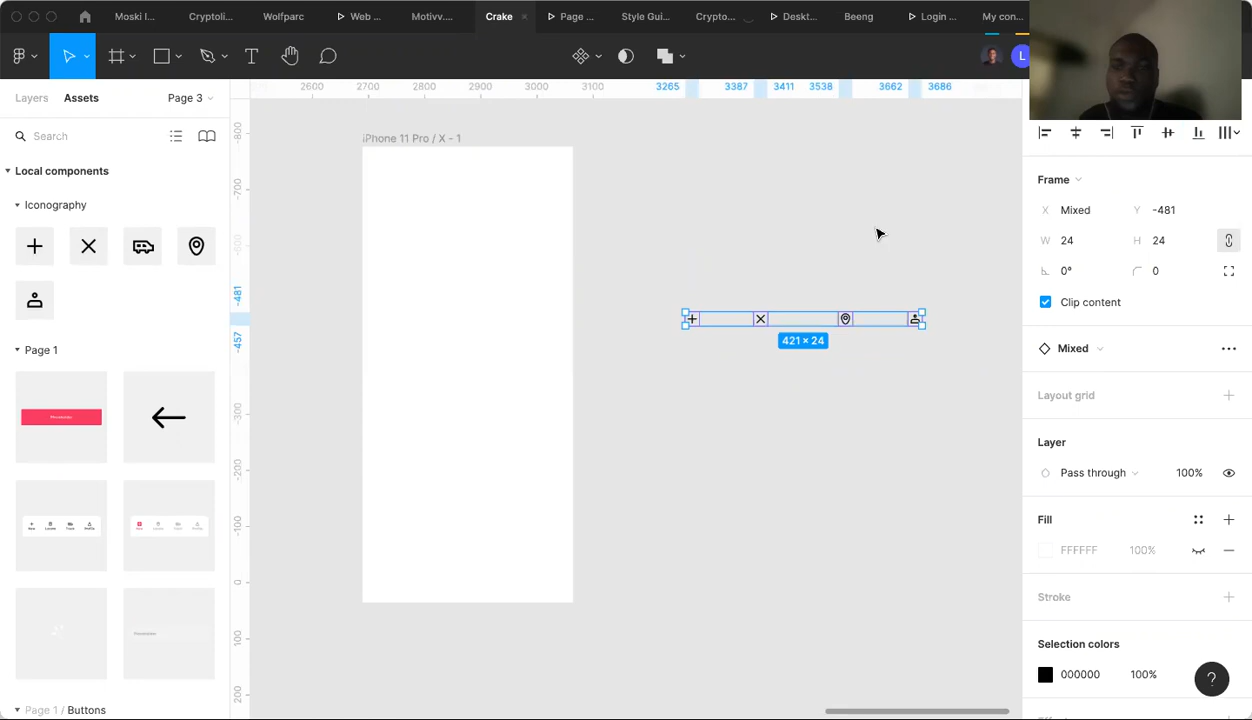 Moski I...
Cryptoli...
Wolfparc
Web ...
Motivv....
Crake
Page ...
Style Gui...
Crypto...
Deskt...
Beeng
Login ...
My con...
L
Layers
Assets
Page 3
2600
2700
2800
2900
3000
3100
3265
3387
3411
3538
3662
3686
Search
Local components
Iconography
Page 1
Page 1 / Buttons
-800
-700
-600
-481
-457
-300
-200
-100
0
100
200
iPhone 11 Pro / X - 1
421 × 24
Frame
X Mixed
Y -481
W 24
H 24
0°
0
Clip content
Mixed
Layout grid
Layer
Pass through
100%
Fill
FFFFFF
100%
Stroke
Selection colors
000000
100%
?